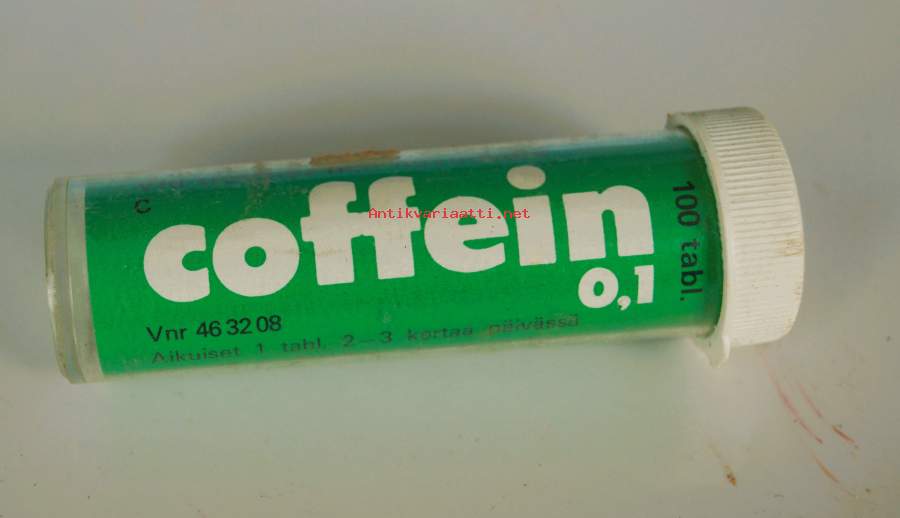 C
coffein
0,1
100 tabl.
Vnr 46 32 08
Aikuiset 1 tabl. 2–3 kertaa päivässä
Antikvariaatti.net